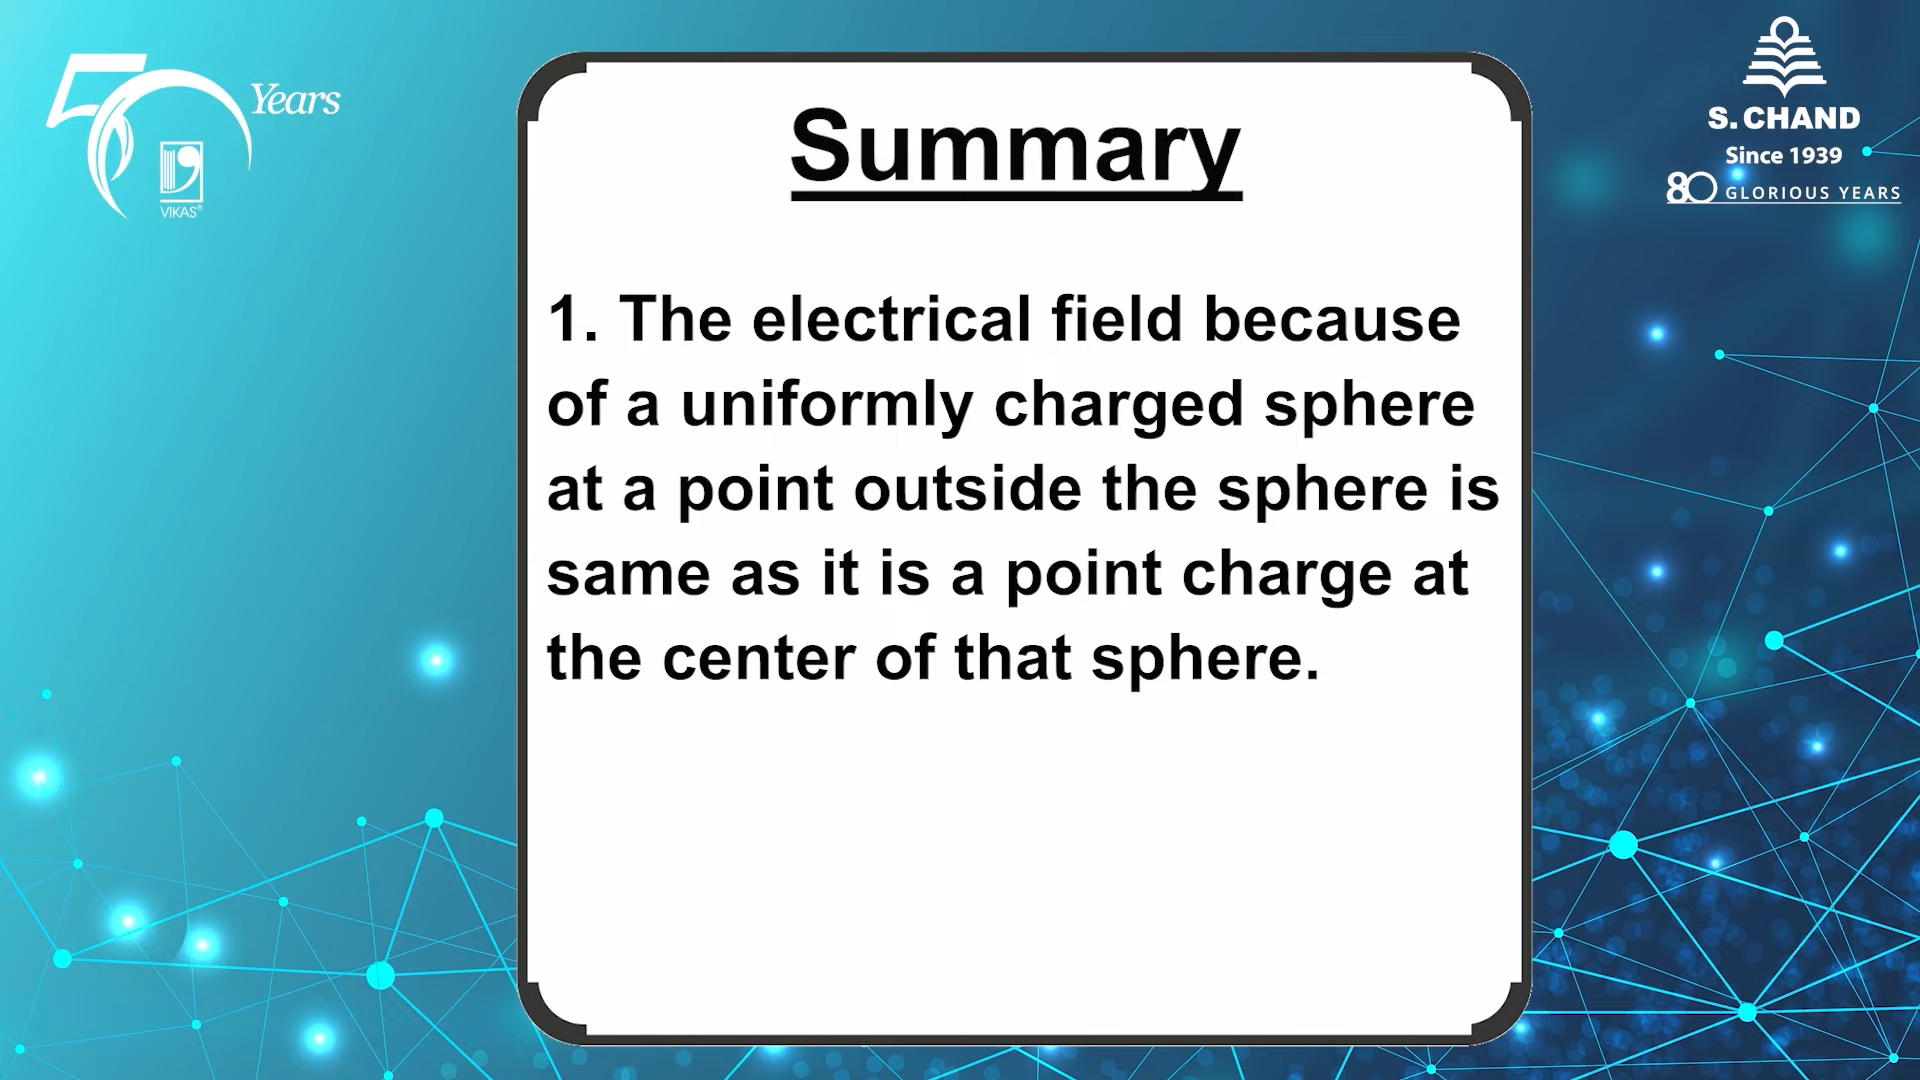 50 Years
VIKAS®
S. CHAND
Since 1939
80 GLORIOUS YEARS
Summary
1. The electrical field because
of a uniformly charged sphere
at a point outside the sphere is
same as it is a point charge at
the center of that sphere.